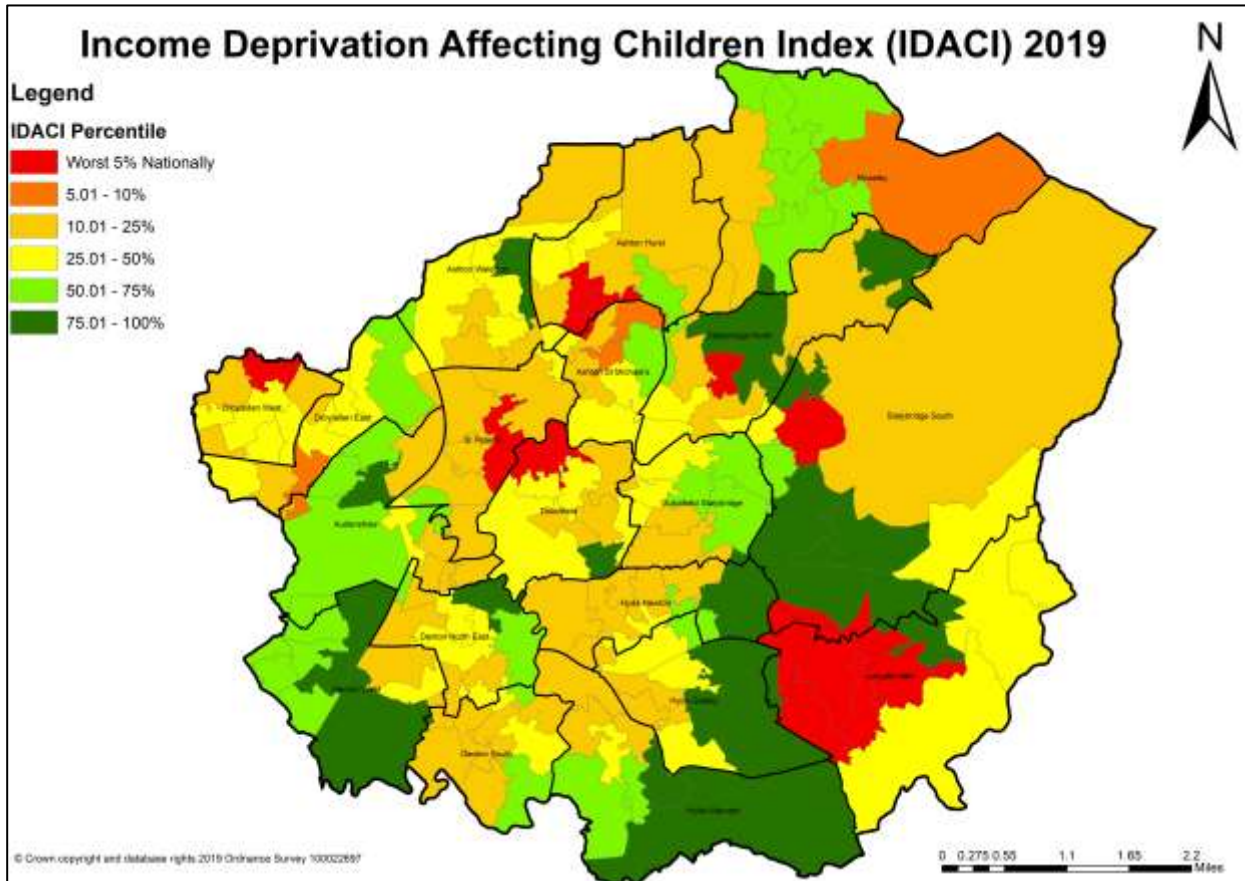 Income Deprivation Affecting Children Index (IDACI) 2019
N
Legend
IDACI Percentile
Worst 5% Nationally
5.01 - 10%
10.01 - 25%
25.01 - 50%
50.01 - 75%
75.01 - 100%
Mossley
Ashton Hurst
Ashton Waterloo
Stalybridge North
Ashton St Michaels
Droylsden West
Droylsden East
Stalybridge South
St Peters
Dukinfield Stalybridge
Dukinfield
Audenshaw
Hyde Newton
Denton North East
Longdendale
Denton West
Hyde Godley
Denton South
Hyde Werneth
© Crown copyright and database rights 2019 Ordnance Survey 100022697
0 0.275 0.55 1.1 1.65 2.2
Miles